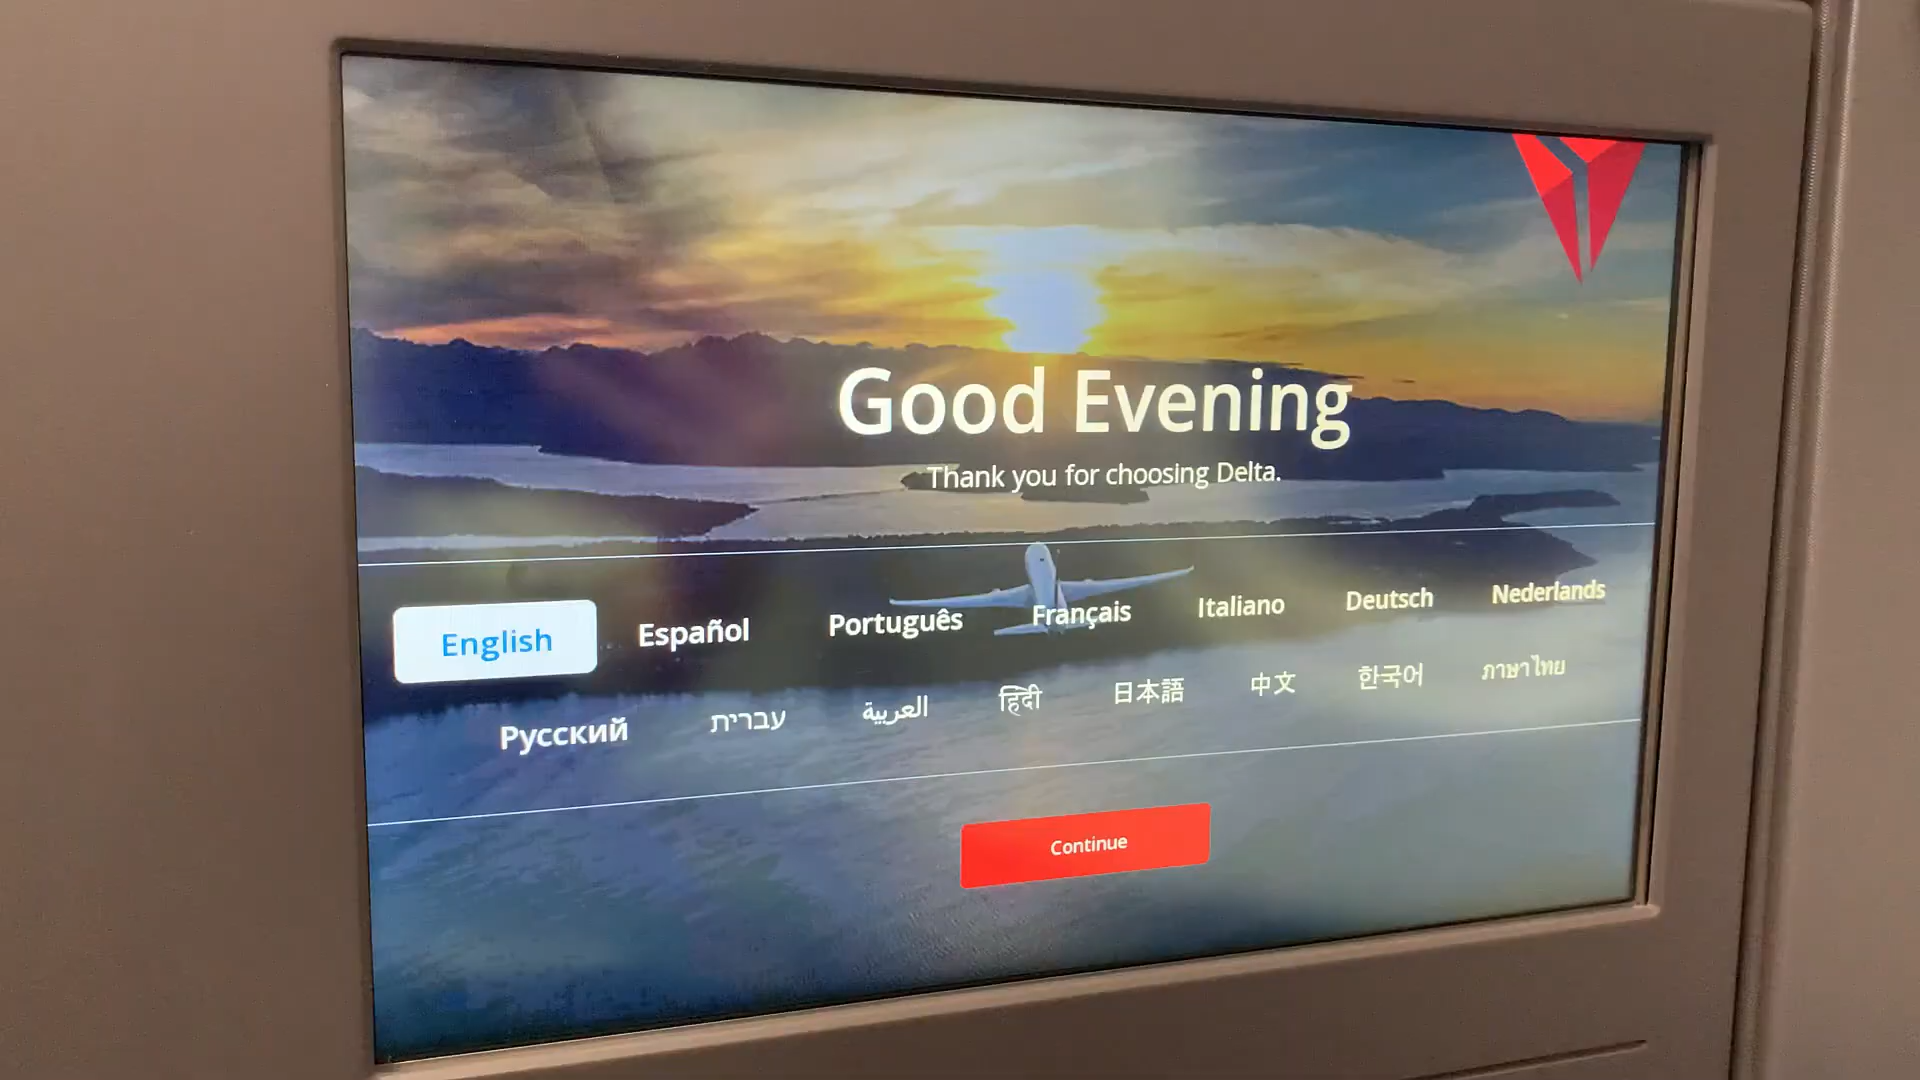 Good Evening
Thank you for choosing Delta.
English Español Português Français Italiano Deutsch Nederlands
Русский עברית العربية हिंदी 日本語 中文 한국어 ภาษาไทย
Continue